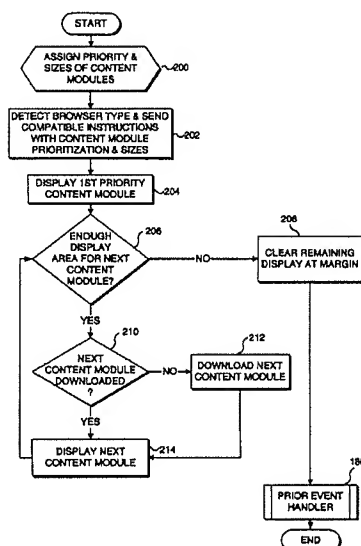 START
ASSIGN PRIORITY &
SIZES OF CONTENT
MODULES
200
DETECT BROWSER TYPE & SEND
COMPATIBLE INSTRUCTIONS
WITH CONTENT MODULE
PRIORITIZATION & SIZES
202
DISPLAY 1ST PRIORITY
CONTENT MODULE
204
206
ENOUGH
DISPLAY
AREA FOR NEXT
CONTENT
MODULE?
NO
208
CLEAR REMAINING
DISPLAY AT MARGIN
YES
210
NEXT
CONTENT MODULE
DOWNLOADED
?
NO
212
DOWNLOAD NEXT
CONTENT MODULE
YES
DISPLAY NEXT
CONTENT MODULE
214
PRIOR EVENT
HANDLER
END